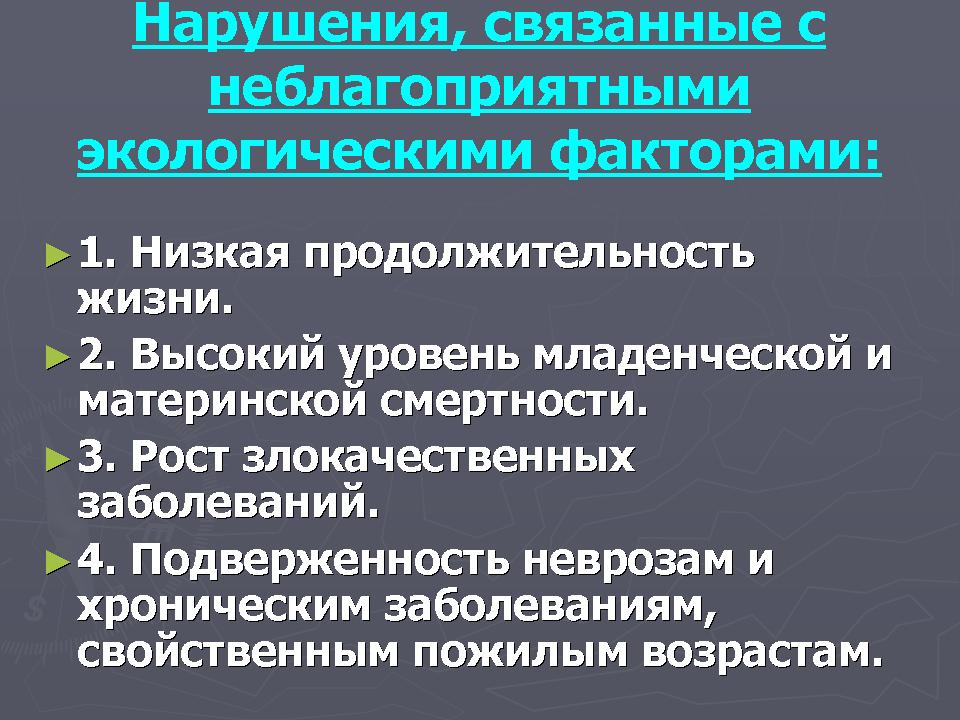 Нарушения, связанные с
неблагоприятными
экологическими факторами:
► 1. Низкая продолжительность
жизни.
► 2. Высокий уровень младенческой и
материнской смертности.
► 3. Рост злокачественных
заболеваний.
► 4. Подверженность неврозам и
хроническим заболеваниям,
свойственным пожилым возрастам.